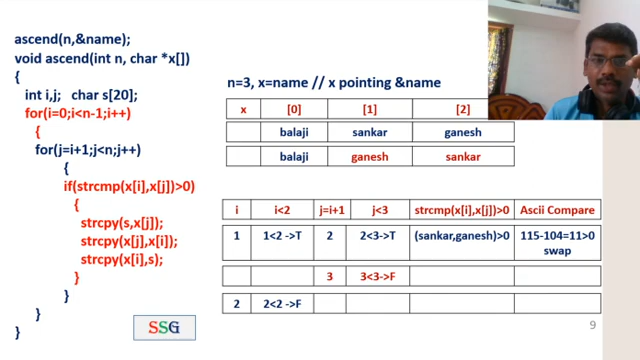 ascend(n,&name);
void ascend(int n, char *x[])
{
int i,j; char s[20];
for(i=0;i<n-1;i++)
{
for(j=i+1;j<n;j++)
{
if(strcmp(x[i],x[j])>0)
{
strcpy(s,x[j]);
strcpy(x[j],x[i]);
strcpy(x[i],s);
}
}
}
}
SSG
n=3, x=name // x pointing &name
x [0] [1] [2]
balaji sankar ganesh
balaji ganesh sankar
i i<2 j=i+1 j<3 strcmp(x[i],x[j])>0 Ascii Compare
1 1<2 ->T 2 2<3->T (sankar,ganesh)>0 115-104=11>0
swap
3 3<3->F
2 2<2 ->F
9